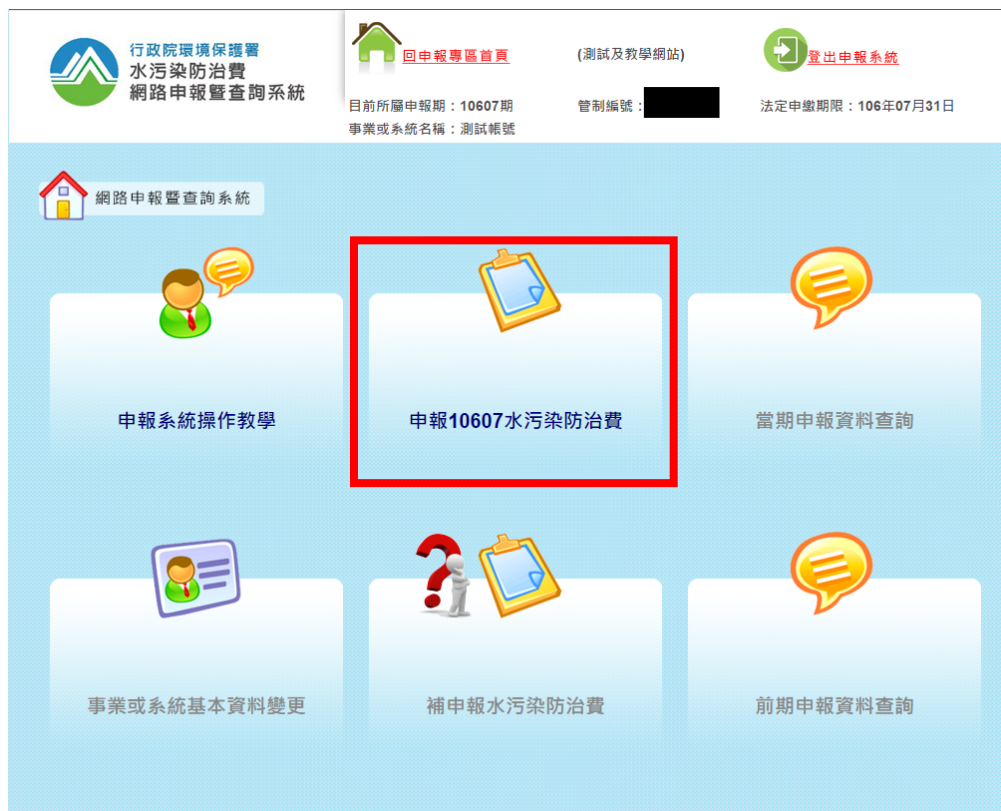 行政院環境保護署
水污染防治費
網路申報暨查詢系統
回申報專區首頁
(測試及教學網站)
登出申報系統
目前所屬申報期：10607期
管制編號：
法定申繳期限：106年07月31日
事業或系統名稱：測試帳號
網路申報暨查詢系統
申報系統操作教學
申報10607水污染防治費
當期申報資料查詢
事業或系統基本資料變更
補申報水污染防治費
前期申報資料查詢